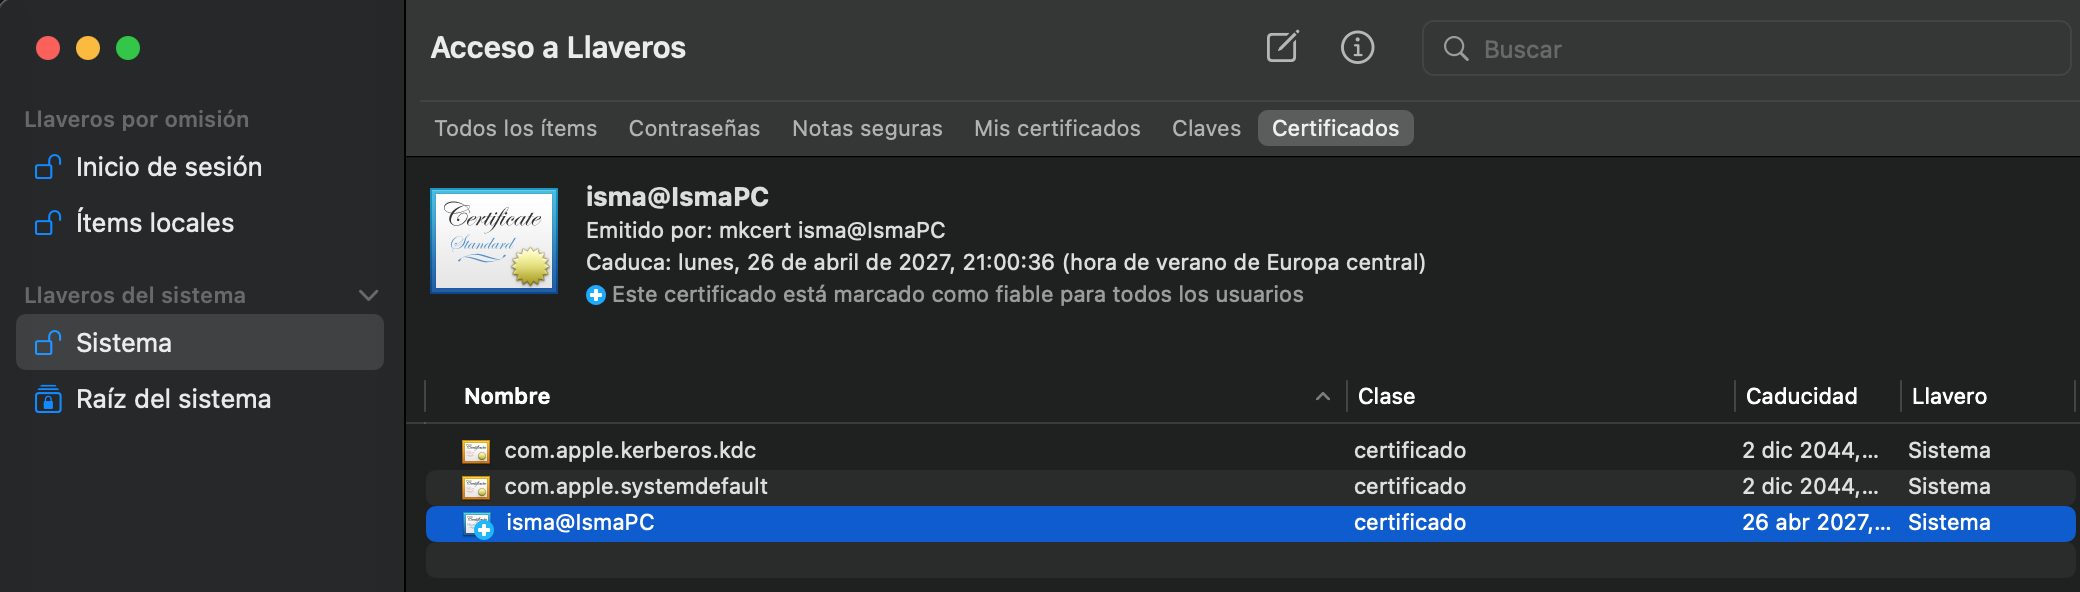 Acceso a Llaveros
Buscar
Llaveros por omisión
Inicio de sesión
Ítems locales
Llaveros del sistema
Sistema
Raíz del sistema
Todos los ítems Contraseñas Notas seguras Mis certificados Claves Certificados
Certificate
Standard
isma@IsmaPC
Emitido por: mkcert isma@IsmaPC
Caduca: lunes, 26 de abril de 2027, 21:00:36 (hora de verano de Europa central)
Este certificado está marcado como fiable para todos los usuarios
Nombre Clase Caducidad Llavero
com.apple.kerberos.kdc certificado 2 dic 2044,... Sistema
com.apple.systemdefault certificado 2 dic 2044,... Sistema
isma@IsmaPC certificado 26 abr 2027,... Sistema